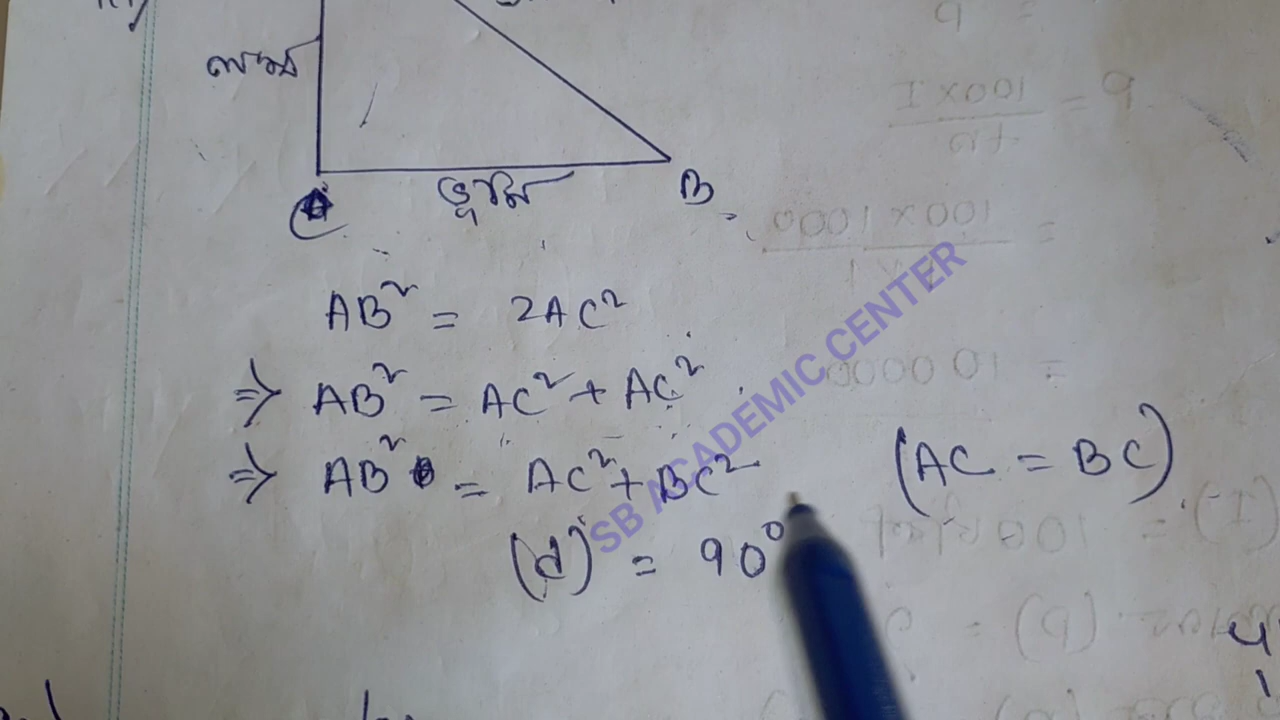 লম্ব
ভূমি
C
B
AB² = 2AC²
⇒ AB² = AC² + AC²
⇒ AB² = AC² + BC² (AC = BC)
(d) = 90°
SB ACADEMIC CENTER